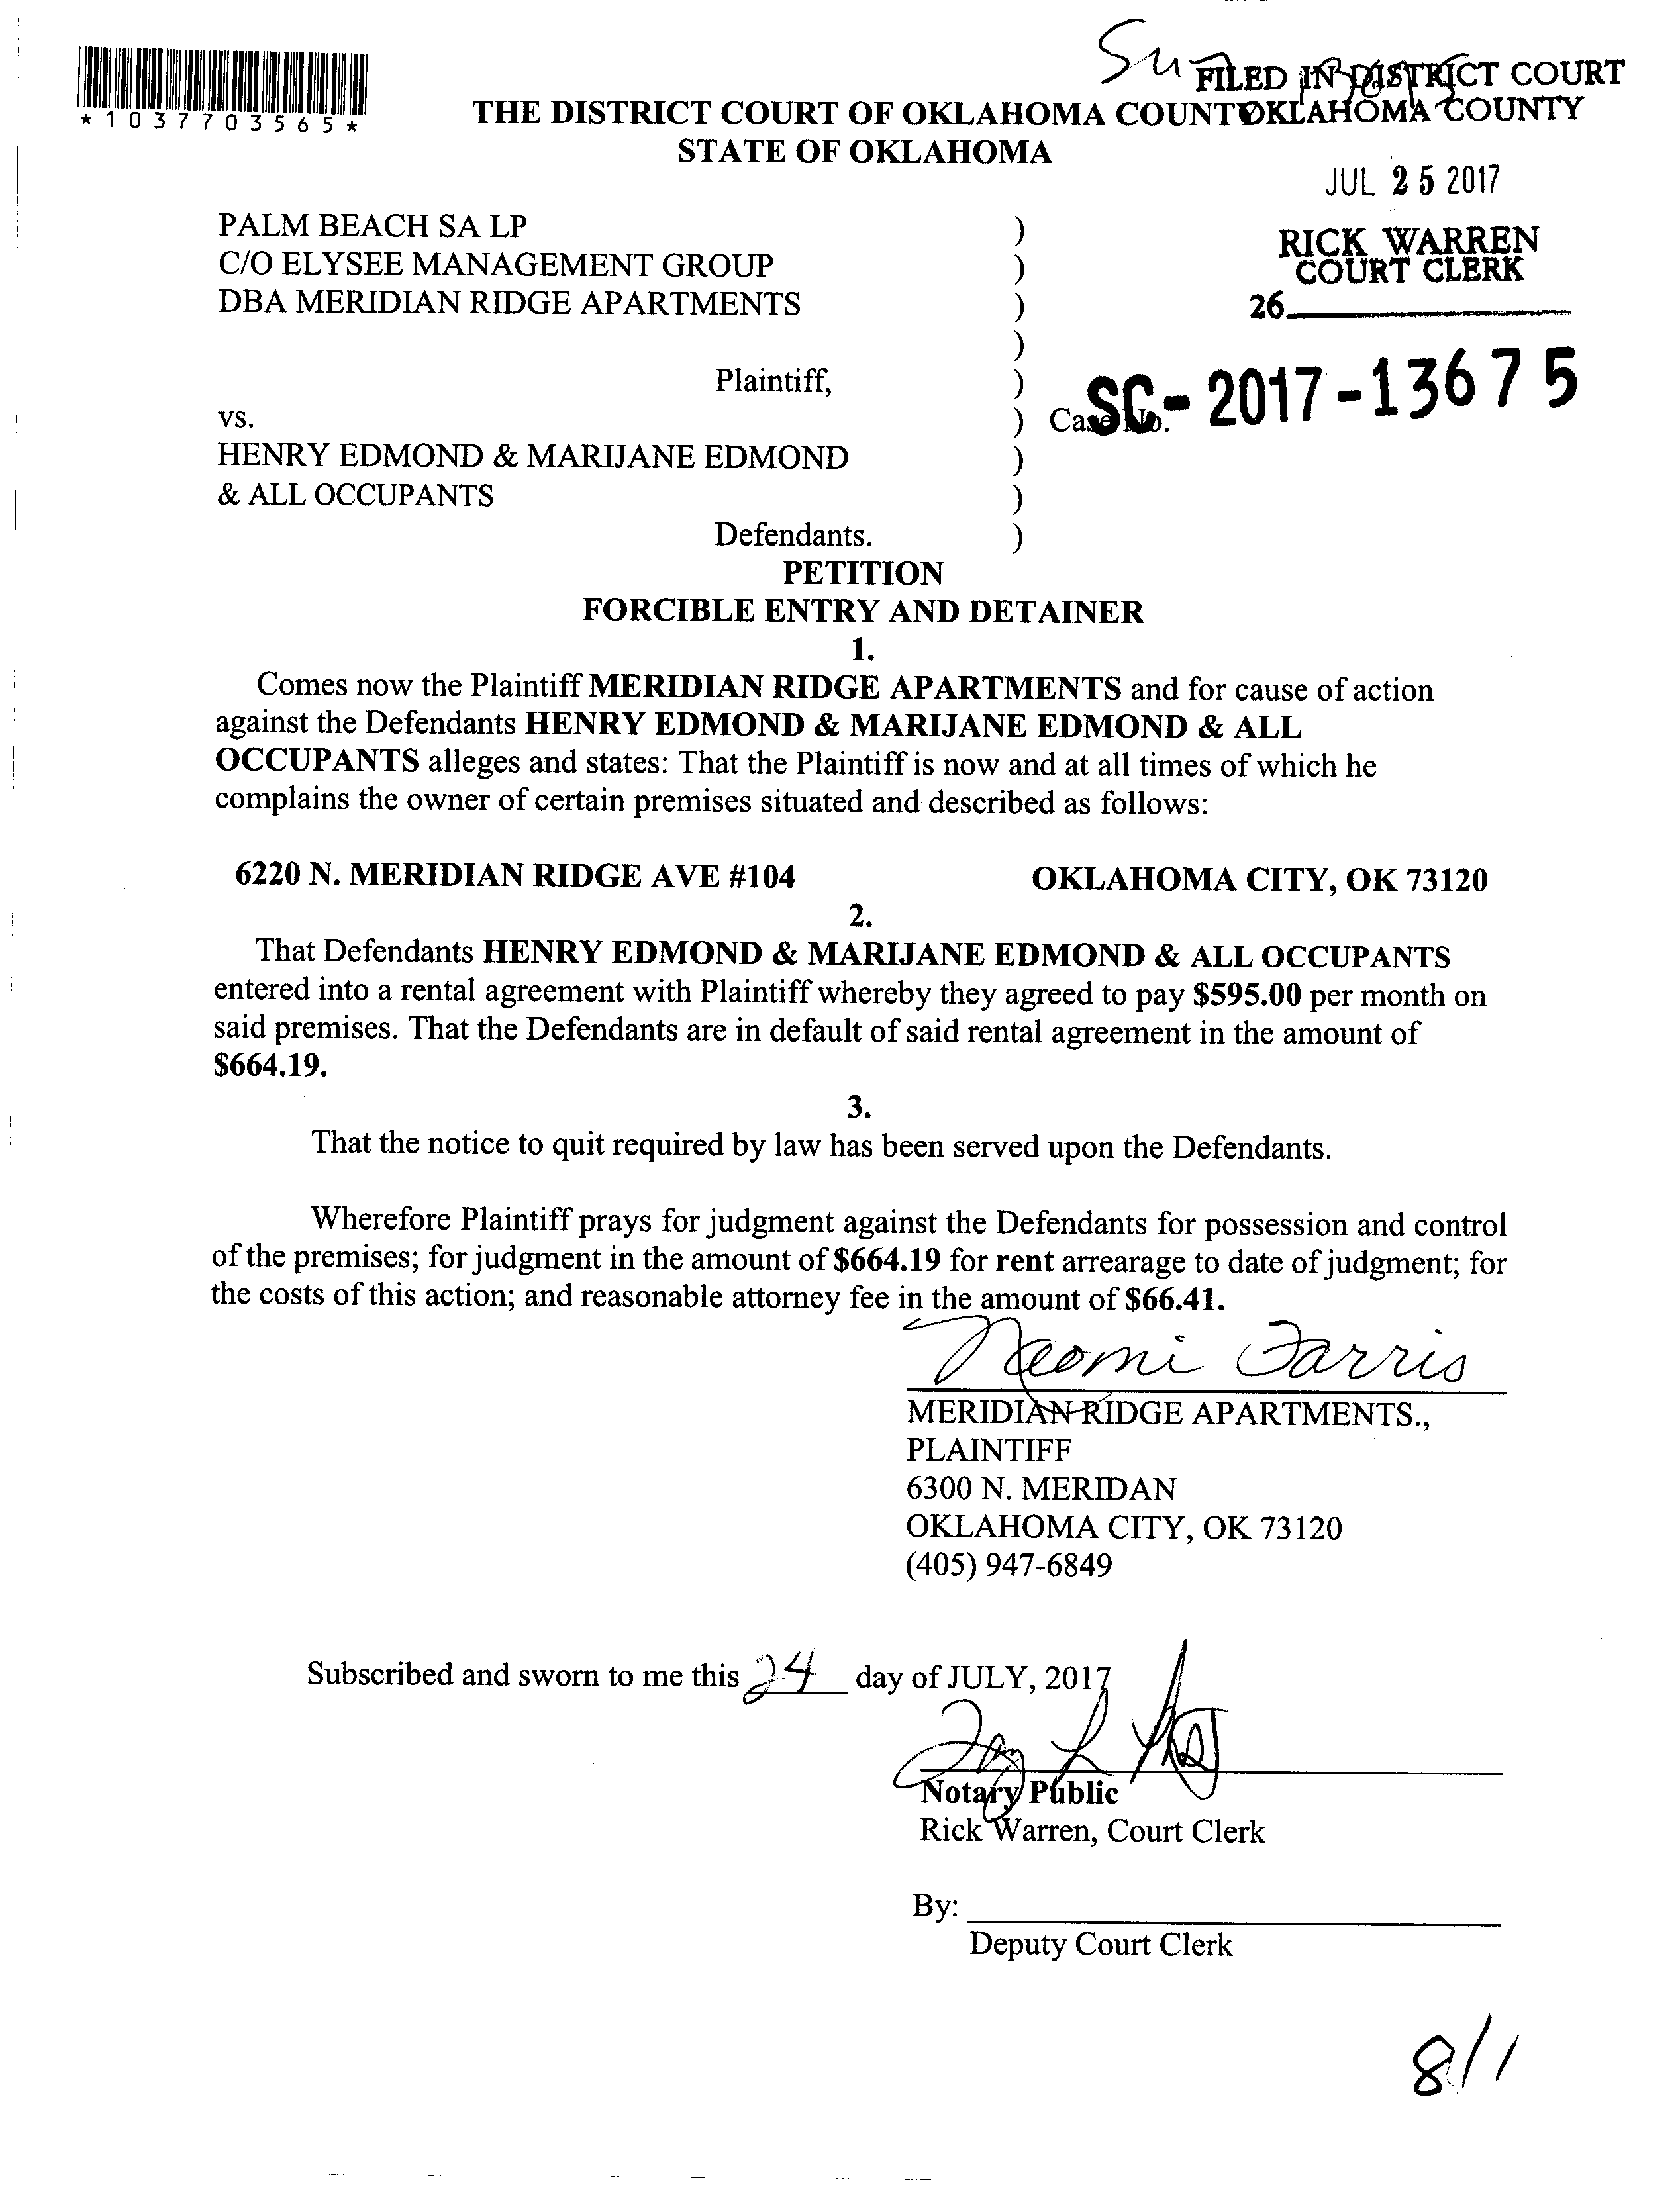 *1037703565*
FILED IN DISTRICT COURT
THE DISTRICT COURT OF OKLAHOMA COUNTY
OKLAHOMA COUNTY
STATE OF OKLAHOMA
JUL 25 2017
RICK WARREN
COURT CLERK
26
PALM BEACH SA LP )
C/O ELYSEE MANAGEMENT GROUP )
DBA MERIDIAN RIDGE APARTMENTS )
)
Plaintiff, )
vs. ) Case No. SC-2017-13675
HENRY EDMOND & MARIJANE EDMOND )
& ALL OCCUPANTS )
Defendants. )
PETITION
FORCIBLE ENTRY AND DETAINER
1.
Comes now the Plaintiff MERIDIAN RIDGE APARTMENTS and for cause of action
against the Defendants HENRY EDMOND & MARIJANE EDMOND & ALL
OCCUPANTS alleges and states: That the Plaintiff is now and at all times of which he
complains the owner of certain premises situated and described as follows:
6220 N. MERIDIAN RIDGE AVE #104 OKLAHOMA CITY, OK 73120
2.
That Defendants HENRY EDMOND & MARIJANE EDMOND & ALL OCCUPANTS
entered into a rental agreement with Plaintiff whereby they agreed to pay $595.00 per month on
said premises. That the Defendants are in default of said rental agreement in the amount of
$664.19.
3.
That the notice to quit required by law has been served upon the Defendants.
Wherefore Plaintiff prays for judgment against the Defendants for possession and control
of the premises; for judgment in the amount of $664.19 for rent arrearage to date of judgment; for
the costs of this action; and reasonable attorney fee in the amount of $66.41.
Naomi Farris
MERIDIAN RIDGE APARTMENTS.,
PLAINTIFF
6300 N. MERIDAN
OKLAHOMA CITY, OK 73120
(405) 947-6849
Subscribed and sworn to me this 24 day of JULY, 2017
Notary Public
Rick Warren, Court Clerk
By:
Deputy Court Clerk
8/1